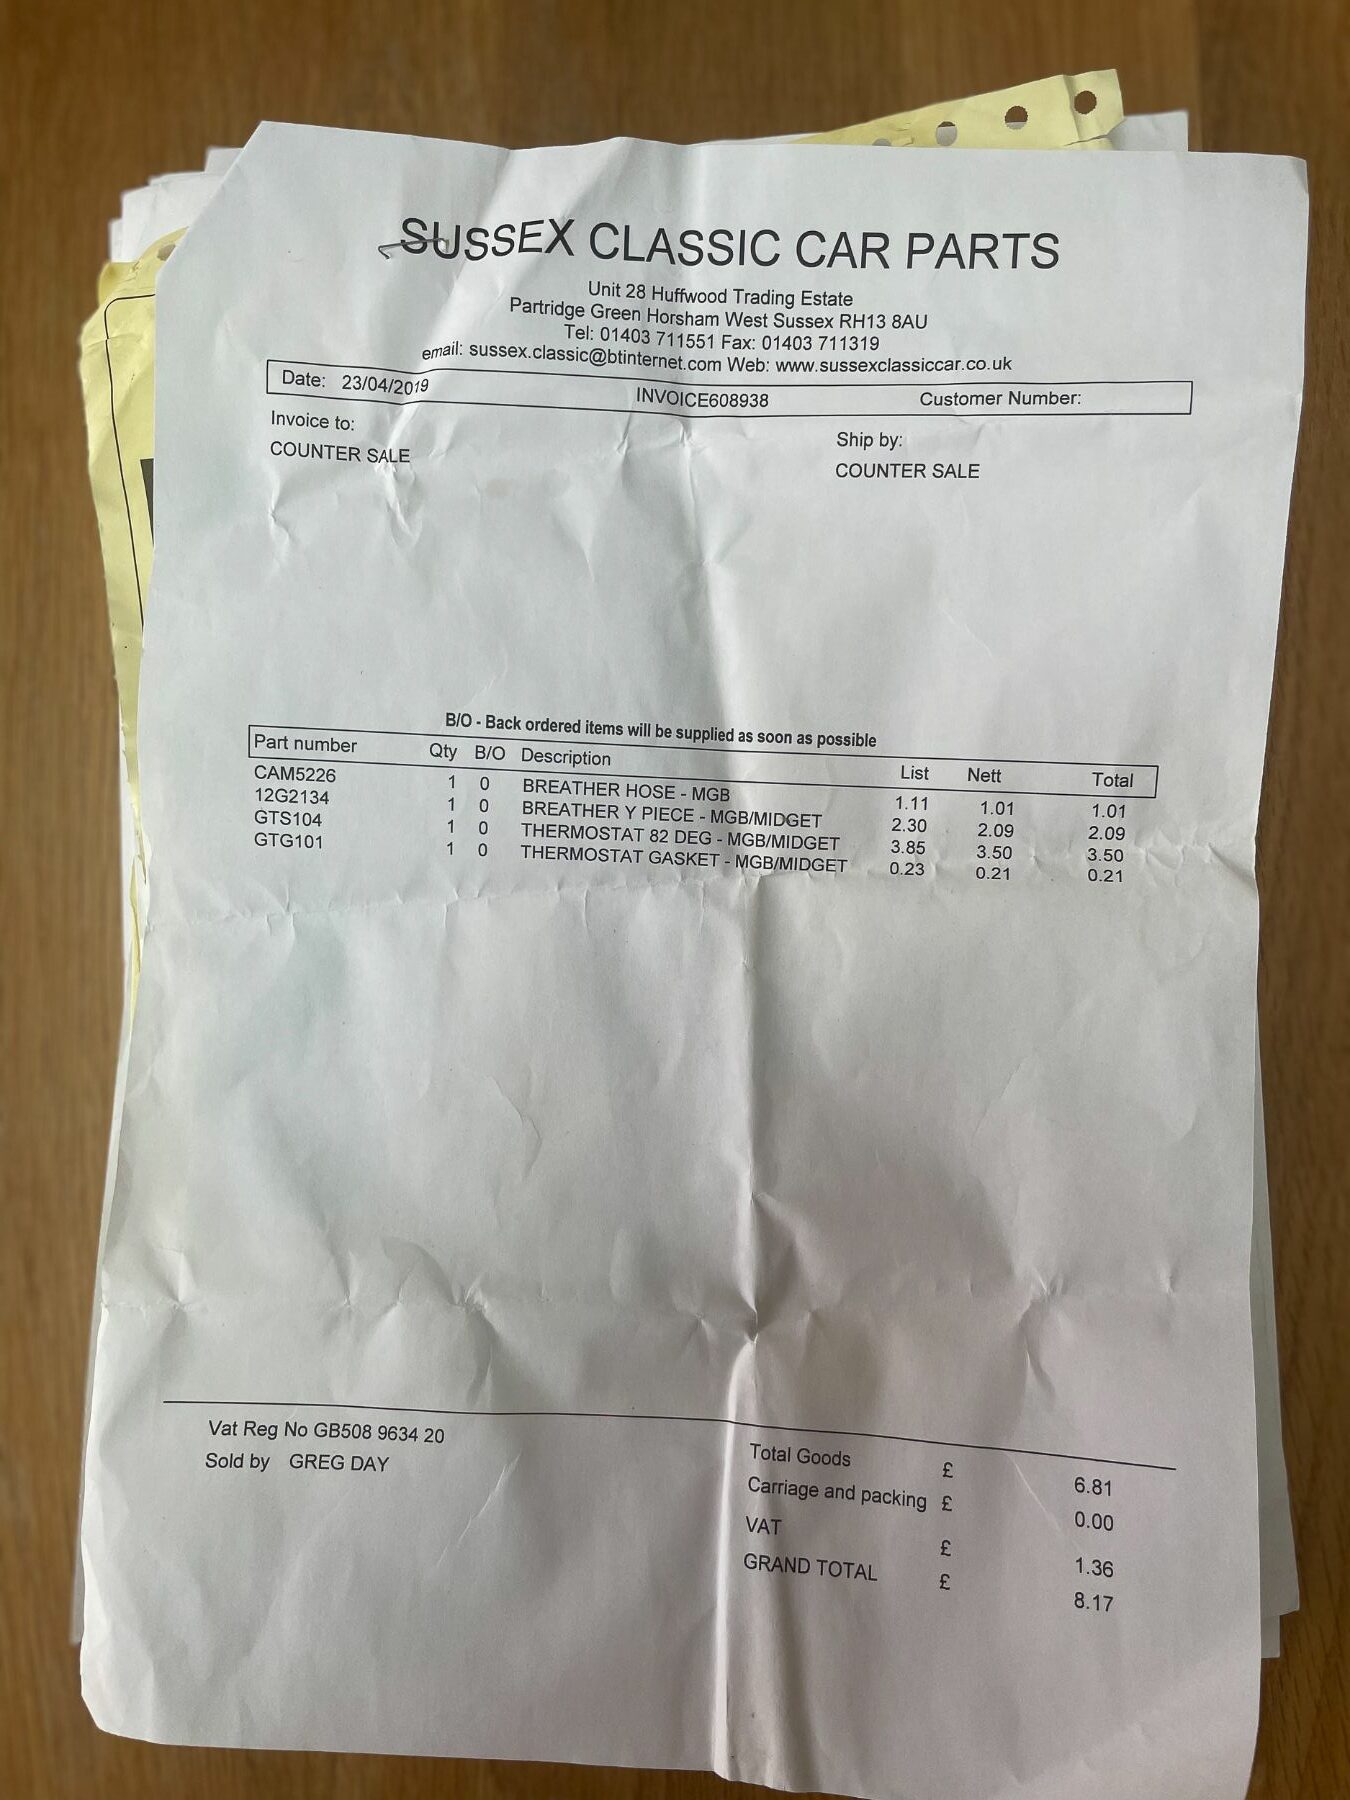 SUSSEX CLASSIC CAR PARTS
Unit 28 Huffwood Trading Estate
Partridge Green Horsham West Sussex RH13 8AU
Tel: 01403 711551 Fax: 01403 711319
email: sussex.classic@btinternet.com Web: www.sussexclassiccar.co.uk
Date: 23/04/2019 INVOICE608938 Customer Number:
Invoice to: Ship by:
COUNTER SALE COUNTER SALE
B/O - Back ordered items will be supplied as soon as possible
Part number Qty B/O Description List Nett Total
CAM5226 1 0 BREATHER HOSE - MGB 1.11 1.01 1.01
12G2134 1 0 BREATHER Y PIECE - MGB/MIDGET 2.30 2.09 2.09
GTS104 1 0 THERMOSTAT 82 DEG - MGB/MIDGET 3.85 3.50 3.50
GTG101 1 0 THERMOSTAT GASKET - MGB/MIDGET 0.23 0.21 0.21
Vat Reg No GB508 9634 20
Sold by GREG DAY
Total Goods £ 6.81
Carriage and packing £ 0.00
VAT £ 1.36
GRAND TOTAL £ 8.17